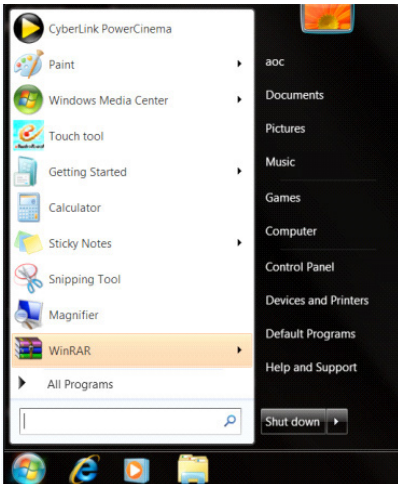 CyberLink PowerCinema
Paint
Windows Media Center
Touch tool
Getting Started
Calculator
Sticky Notes
Snipping Tool
Magnifier
WinRAR
All Programs
aoc
Documents
Pictures
Music
Games
Computer
Control Panel
Devices and Printers
Default Programs
Help and Support
Shut down